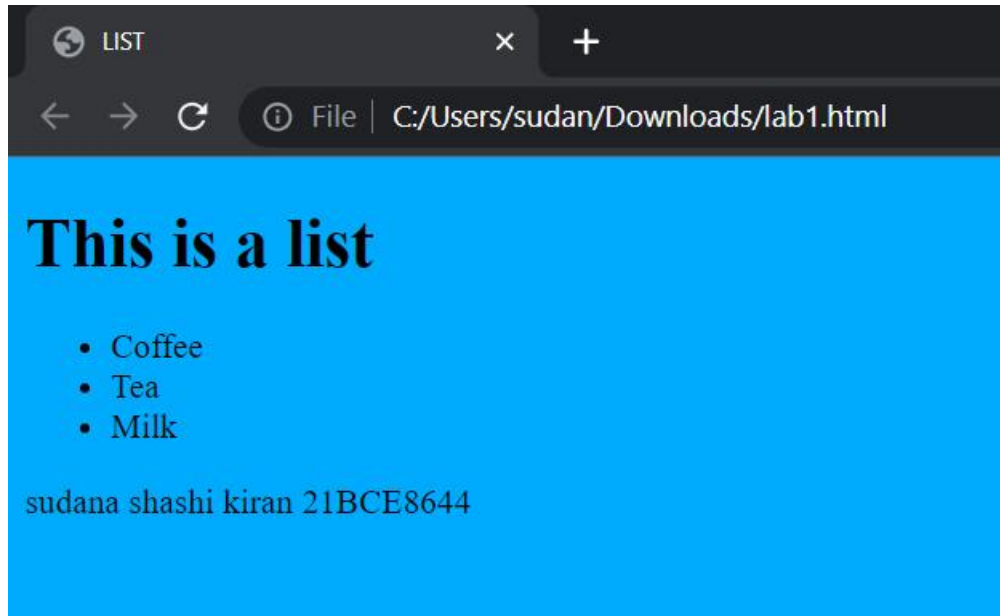 LIST
File C:/Users/sudan/Downloads/lab1.html
This is a list
• Coffee
• Tea
• Milk
sudana shashi kiran 21BCE8644